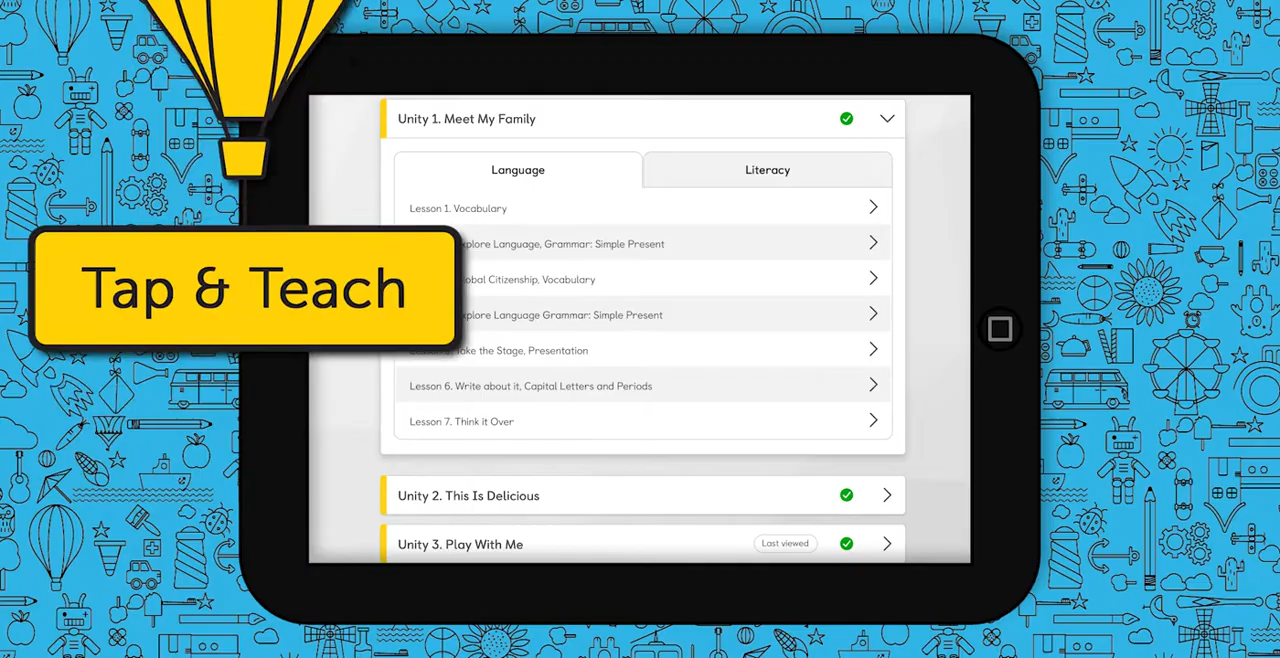 Unity 1. Meet My Family
Language
Literacy
Lesson 1. Vocabulary
xplore Language, Grammar: Simple Present
Tap & Teach
obal Citizenship, Vocabulary
xplore Language Grammar: Simple Present
ake the Stage, Presentation
Lesson 6. Write about it, Capital Letters and Periods
Lesson 7. Think it Over
Unity 2. This Is Delicious
Unity 3. Play With Me
Last viewed